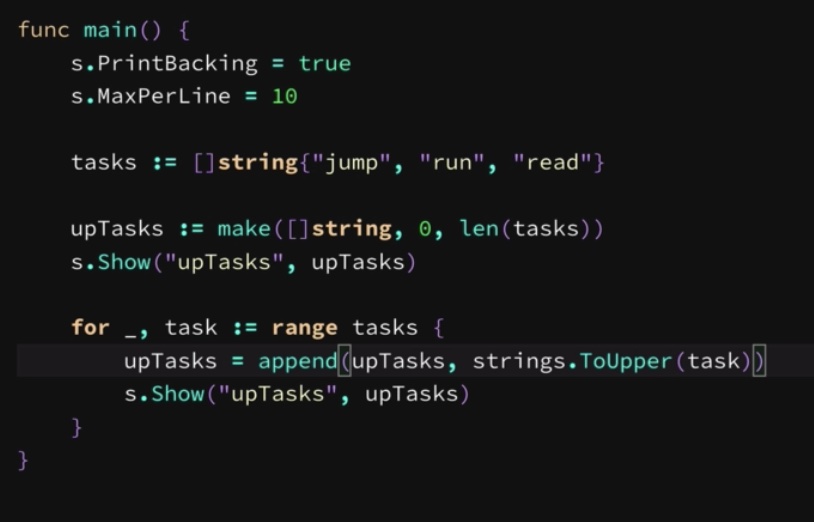 func main() {
    s.PrintBacking = true
    s.MaxPerLine = 10

    tasks := []string{"jump", "run", "read"}

    upTasks := make([]string, 0, len(tasks))
    s.Show("upTasks", upTasks)

    for _, task := range tasks {
        upTasks = append(upTasks, strings.ToUpper(task))
        s.Show("upTasks", upTasks)
    }
}